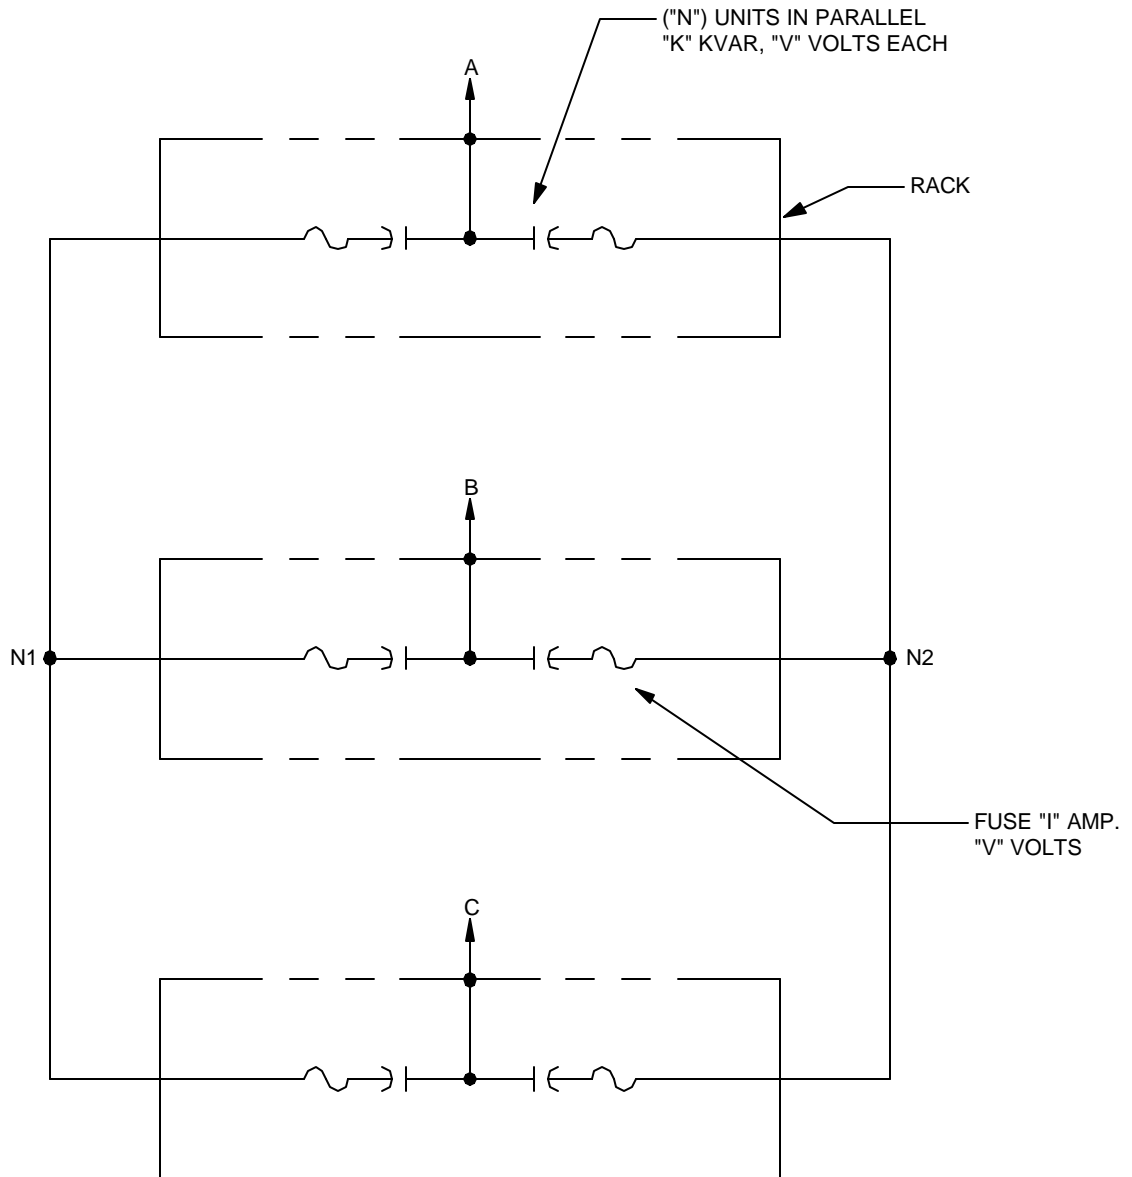 ("N") UNITS IN PARALLEL
"K" KVAR, "V" VOLTS EACH
A
RACK
B
N1
N2
FUSE "I" AMP.
"V" VOLTS
C